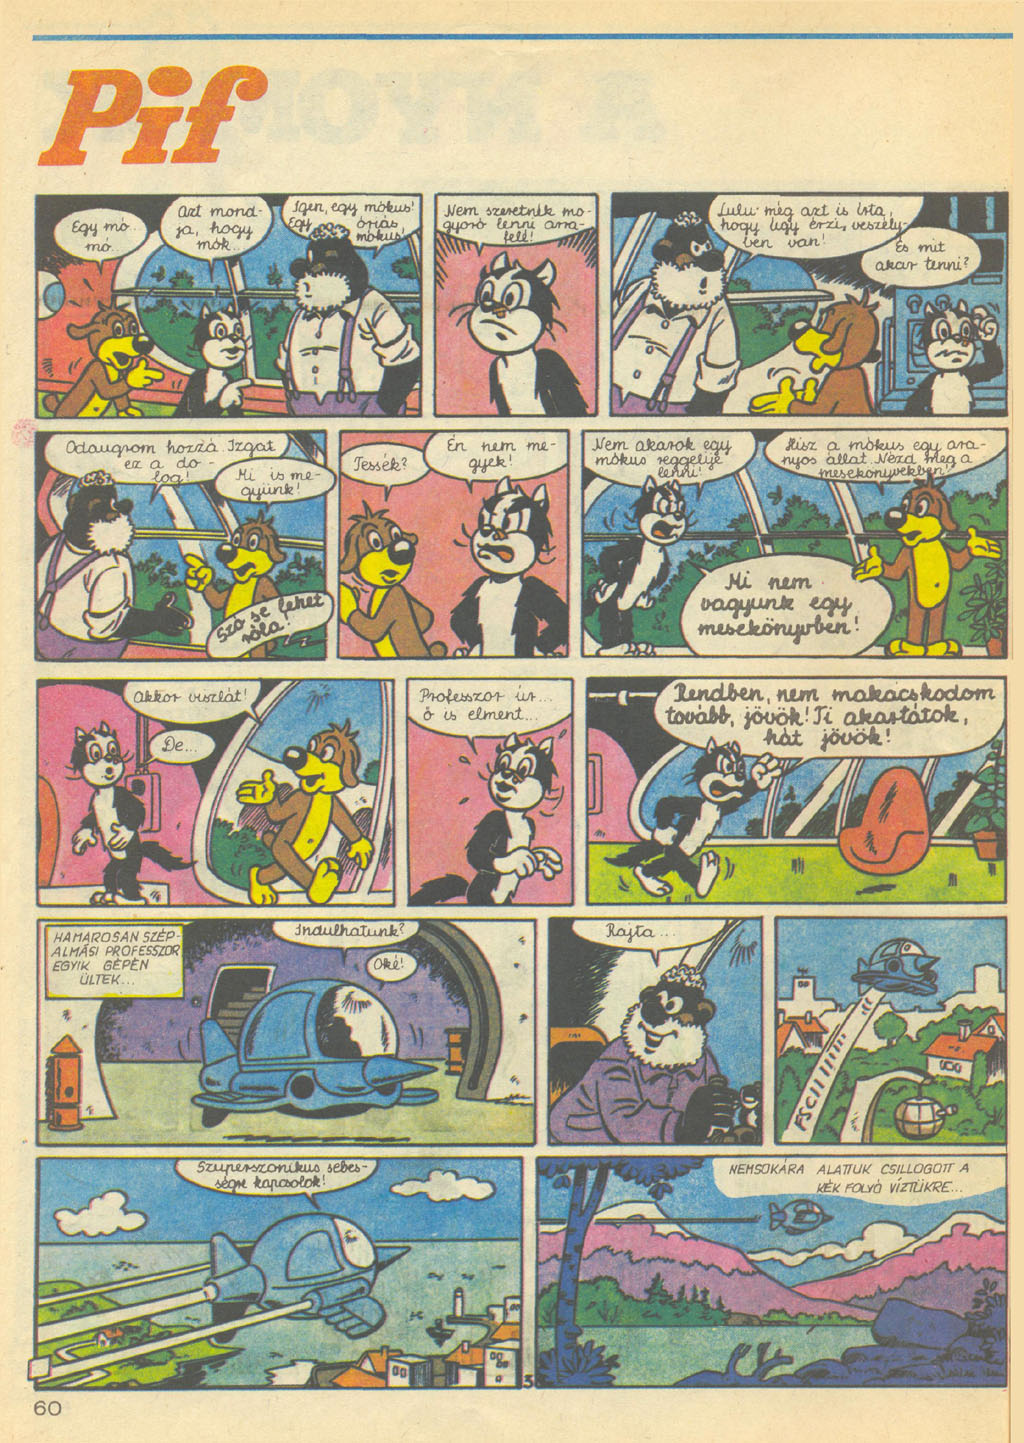 Pif
Egy mó..
mó..
Azt mond-
ja, hogy
mók..
Igen, egy mókus!
Egy óriás
mókus,
Nem szeretnék mo-
gyoró lenni arra-
felé!
Lulu még azt is írta,
hogy úgy érzi, veszély-
ben van!
És mit
akar tenni?
Odaugrom hozzá. Izgat
ez a do-
log!
Mi is me-
gyünk!
Szó se lehet
róla!
Tessék?
Én nem me-
gyek!
Nem akarok egy
mókus reggelije
lenni!
Hisz a mókus egy ara-
nyos állat. Nézd meg a
mesekönyvekben!
Mi nem
vagyunk egy
mesekönyvben!
Akkor viszlát!
De...
Professzor úr..
ő is elment...
Rendben, nem makacskodom
tovább, jövök! Ti akartátok,
hát jövök!
HAMAROSAN SZÉP-
ALMÁSI PROFESSZOR
EGYIK GÉPÉN
ÜLTEK...
Indulhatunk?
Oké!
Rajta...
FSCIIIIII
Szuperszonikus sebes-
ségre kapcsolok!
NEMSOKÁRA ALATTUK CSILLOGOTT A
KÉK FOLYÓ VÍZTÜKRE...
60